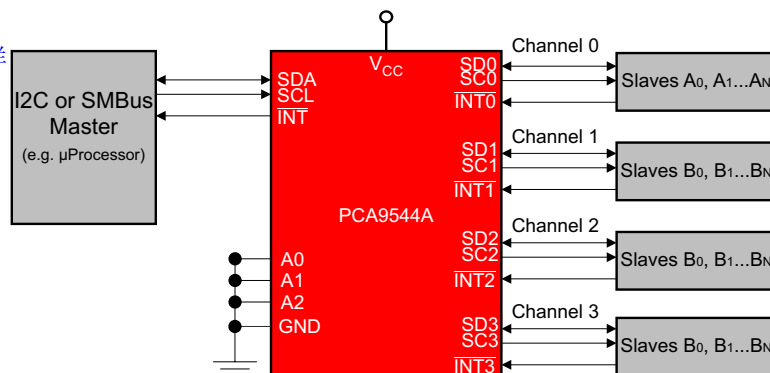 VCC
Channel 0
SDA
SCL
INT
I2C or SMBus
Master
(e.g. µProcessor)
SD0
SC0
INT0
Slaves A0, A1...AN
Channel 1
SD1
SC1
INT1
Slaves B0, B1...BN
PCA9544A
Channel 2
SD2
SC2
INT2
Slaves B0, B1...BN
A0
A1
A2
GND
Channel 3
SD3
SC3
INT3
Slaves B0, B1...BN